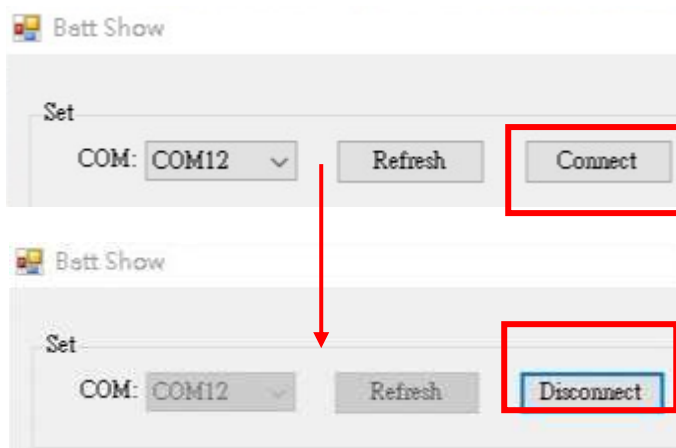 Batt Show
Set
COM: COM12 Refresh Connect
Batt Show
Set
COM: COM12 Refresh Disconnect